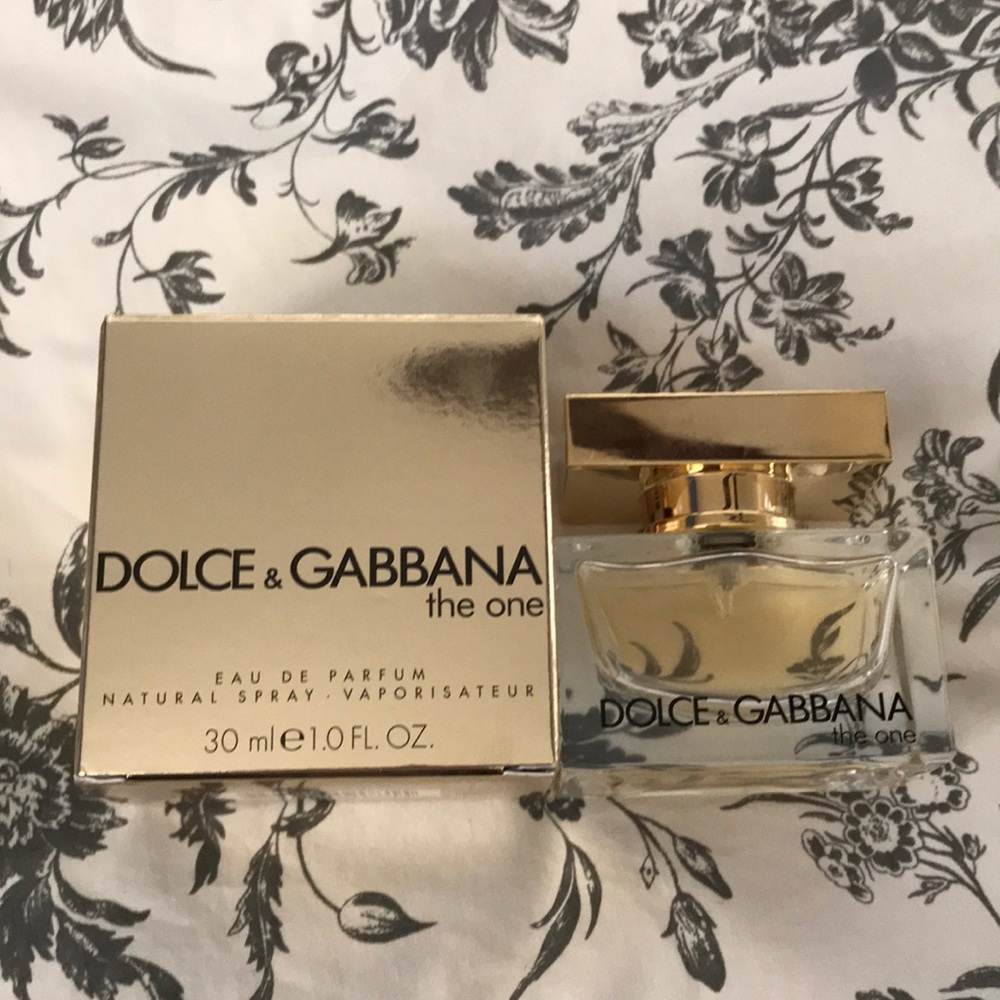 DOLCE & GABBANA
the one
EAU DE PARFUM
NATURAL SPRAY · VAPORISATEUR
30 ml e 1.0 FL. OZ.
DOLCE & GABBANA
the one